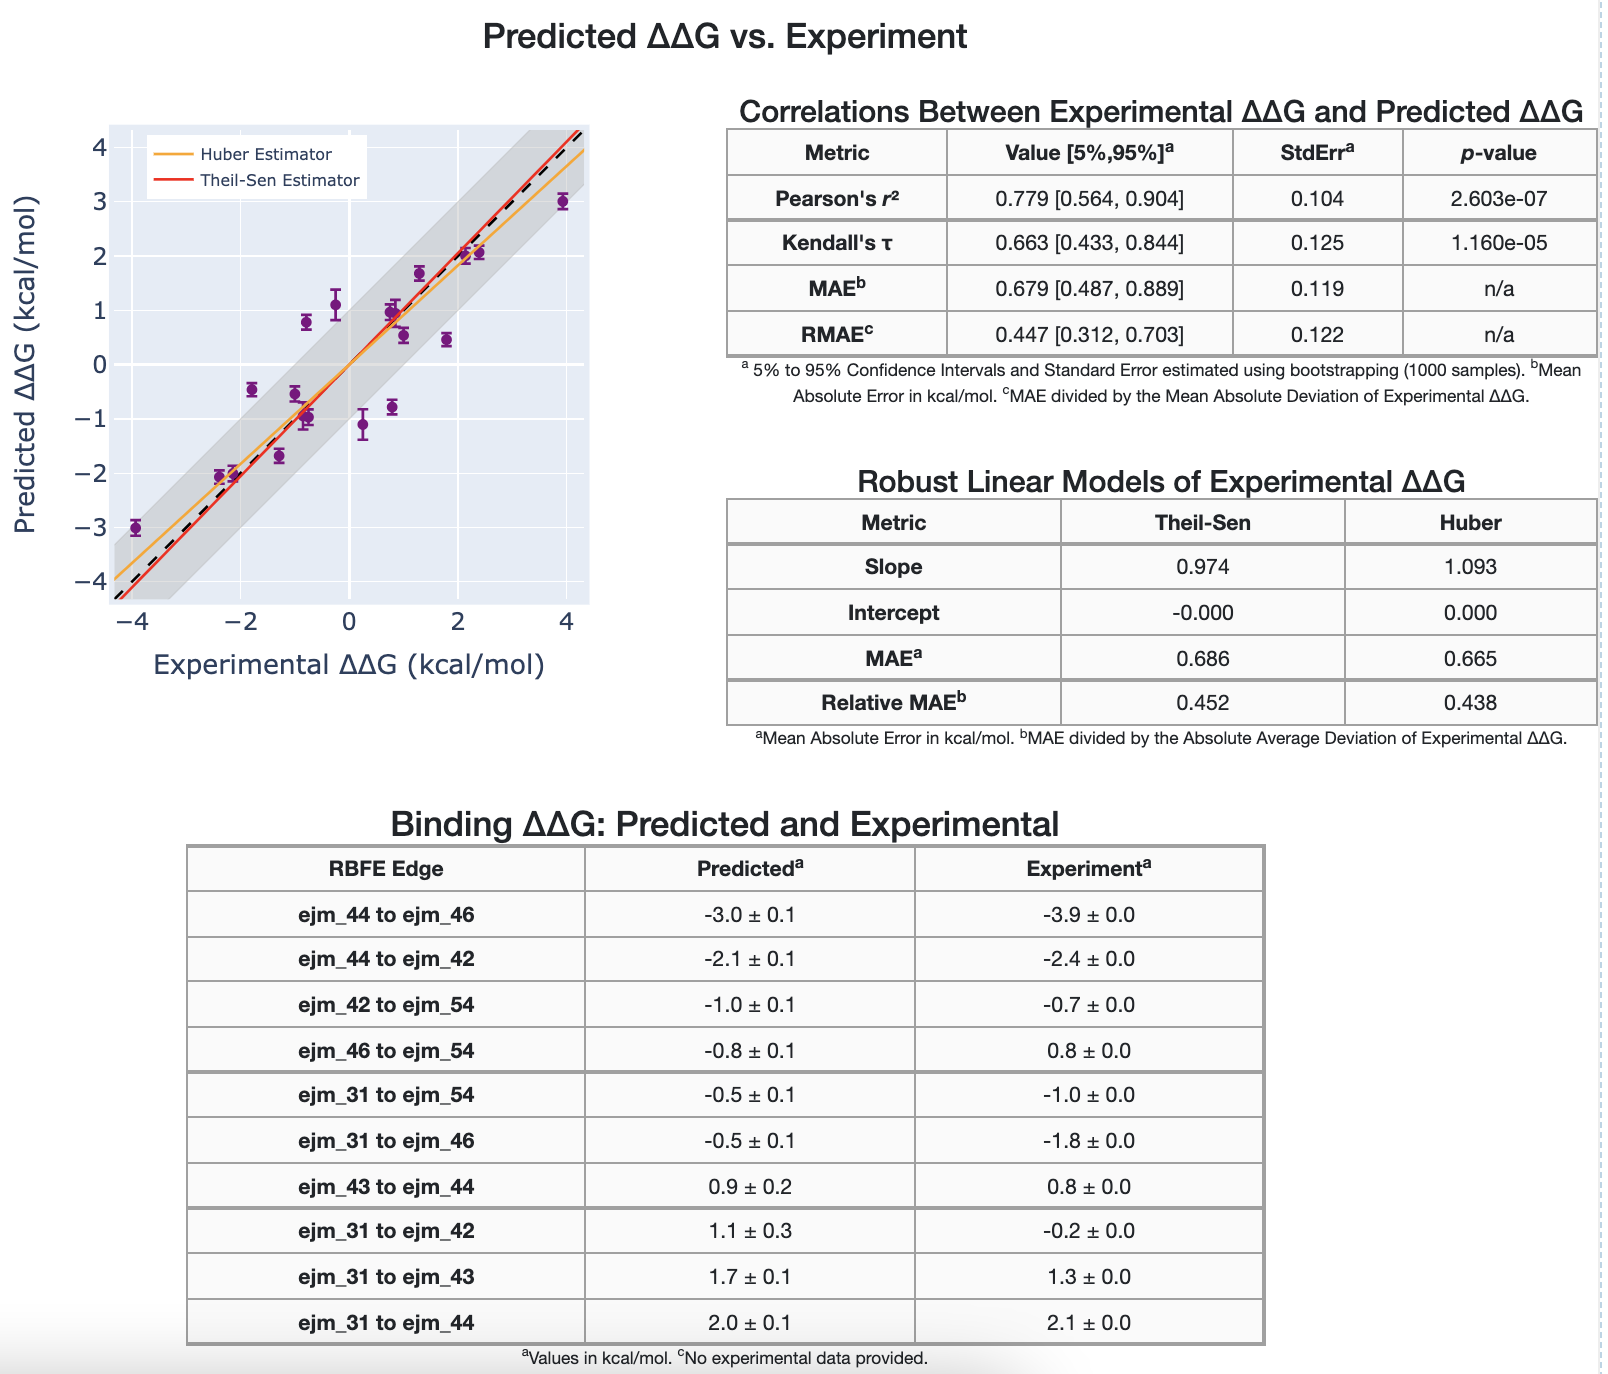 Predicted ΔΔG vs. Experiment
4
3
2
1
0
−1
−2
−3
−4
Predicted ΔΔG (kcal/mol)
Huber Estimator
Theil-Sen Estimator
−4 −2 0 2 4
Experimental ΔΔG (kcal/mol)
Correlations Between Experimental ΔΔG and Predicted ΔΔG
Metric Value [5%,95%]ᵃ StdErrᵃ p-value
Pearson's r² 0.779 [0.564, 0.904] 0.104 2.603e-07
Kendall's τ 0.663 [0.433, 0.844] 0.125 1.160e-05
MAEᵇ 0.679 [0.487, 0.889] 0.119 n/a
RMAEᶜ 0.447 [0.312, 0.703] 0.122 n/a
ᵃ 5% to 95% Confidence Intervals and Standard Error estimated using bootstrapping (1000 samples). ᵇMean
Absolute Error in kcal/mol. ᶜMAE divided by the Mean Absolute Deviation of Experimental ΔΔG.
Robust Linear Models of Experimental ΔΔG
Metric Theil-Sen Huber
Slope 0.974 1.093
Intercept -0.000 0.000
MAEᵃ 0.686 0.665
Relative MAEᵇ 0.452 0.438
ᵃMean Absolute Error in kcal/mol. ᵇMAE divided by the Absolute Average Deviation of Experimental ΔΔG.
Binding ΔΔG: Predicted and Experimental
RBFE Edge Predictedᵃ Experimentᵃ
ejm_44 to ejm_46 -3.0 ± 0.1 -3.9 ± 0.0
ejm_44 to ejm_42 -2.1 ± 0.1 -2.4 ± 0.0
ejm_42 to ejm_54 -1.0 ± 0.1 -0.7 ± 0.0
ejm_46 to ejm_54 -0.8 ± 0.1 0.8 ± 0.0
ejm_31 to ejm_54 -0.5 ± 0.1 -1.0 ± 0.0
ejm_31 to ejm_46 -0.5 ± 0.1 -1.8 ± 0.0
ejm_43 to ejm_44 0.9 ± 0.2 0.8 ± 0.0
ejm_31 to ejm_42 1.1 ± 0.3 -0.2 ± 0.0
ejm_31 to ejm_43 1.7 ± 0.1 1.3 ± 0.0
ejm_31 to ejm_44 2.0 ± 0.1 2.1 ± 0.0
ᵃValues in kcal/mol. ᶜNo experimental data provided.